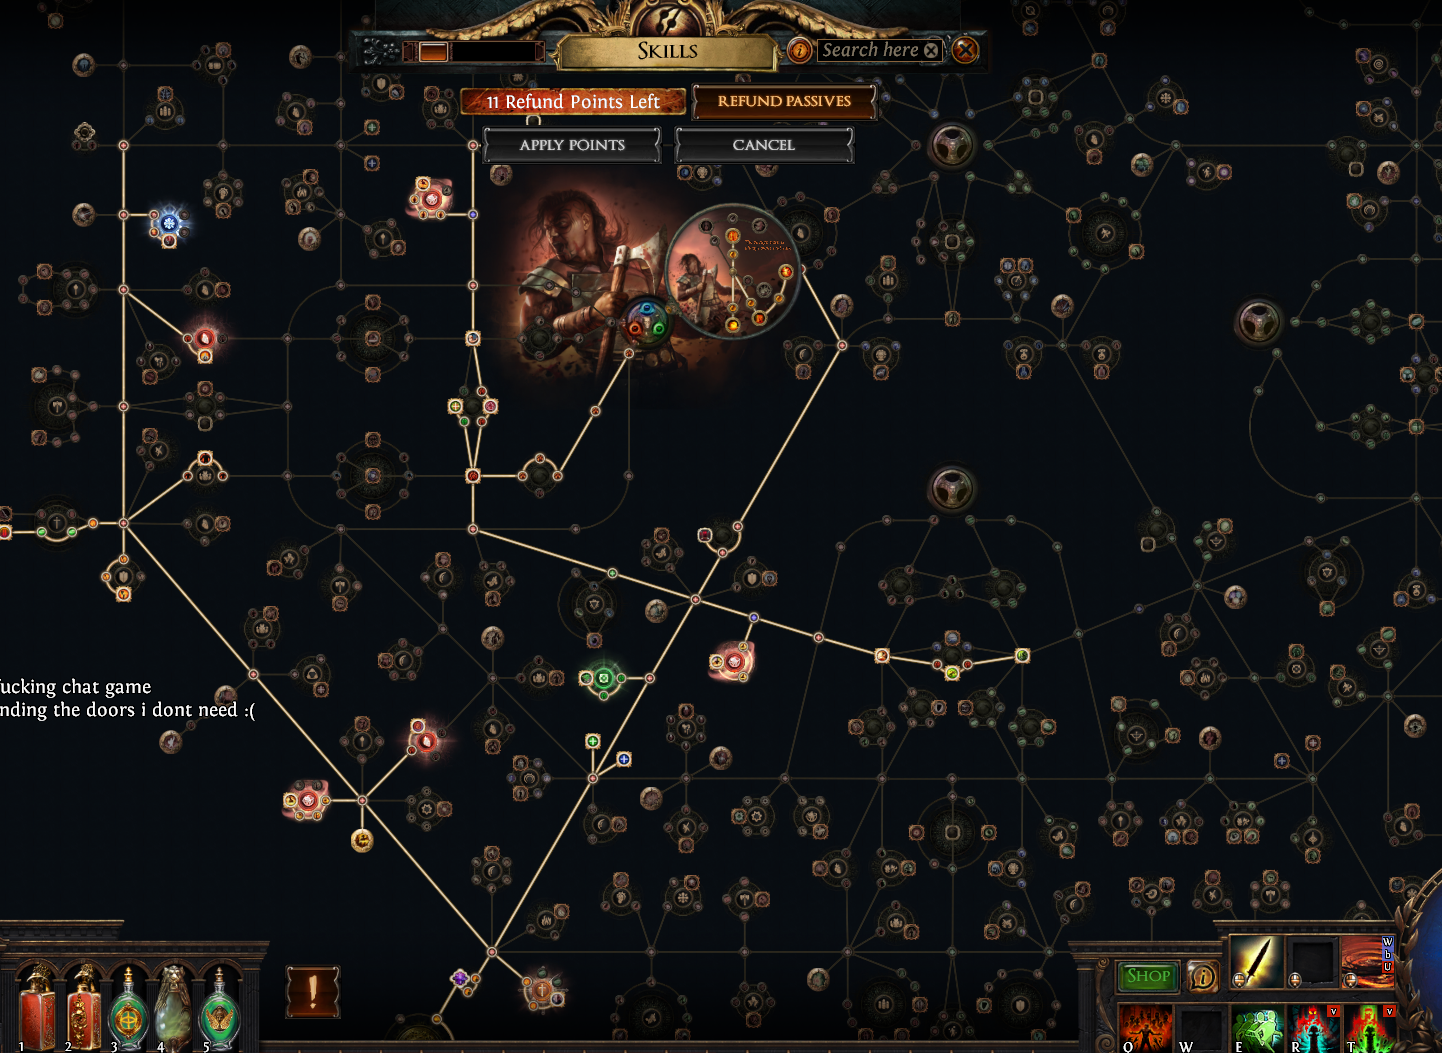 SKILLS
Search here
11 Refund Points Left
REFUND PASSIVES
APPLY POINTS
CANCEL
fucking chat game
nding the doors i dont need :(
SHOP
W
b
U
V
V
1
2
3
4
5
Q
W
E
R
T